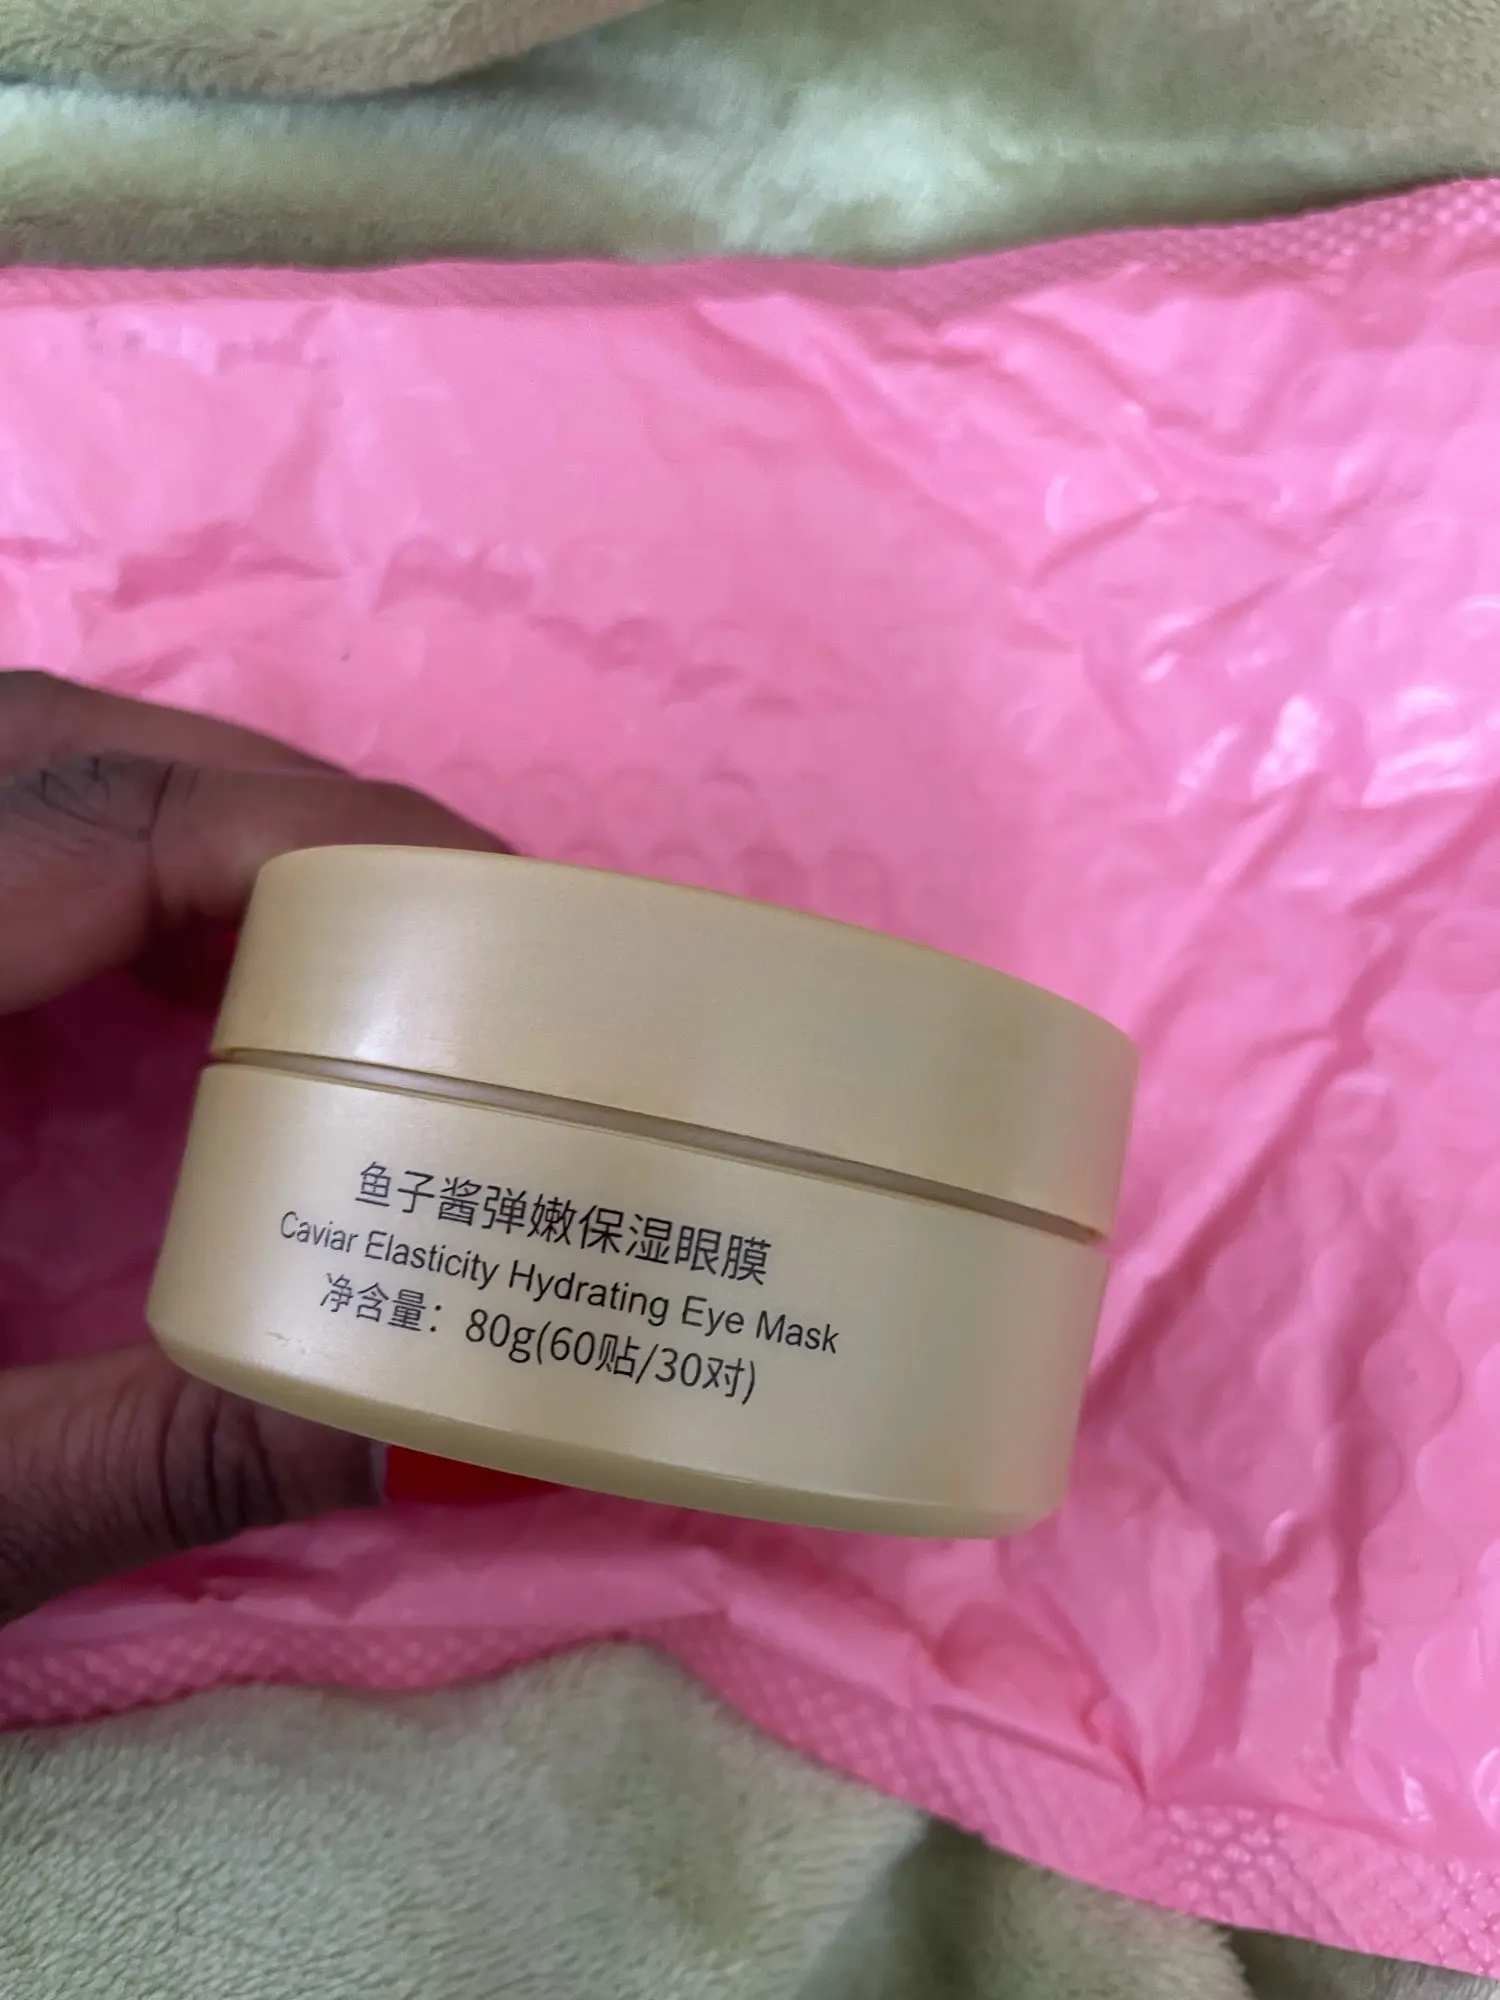 鱼子酱弹嫩保湿眼膜
Caviar Elasticity Hydrating Eye Mask
净含量：80g(60贴/30对)